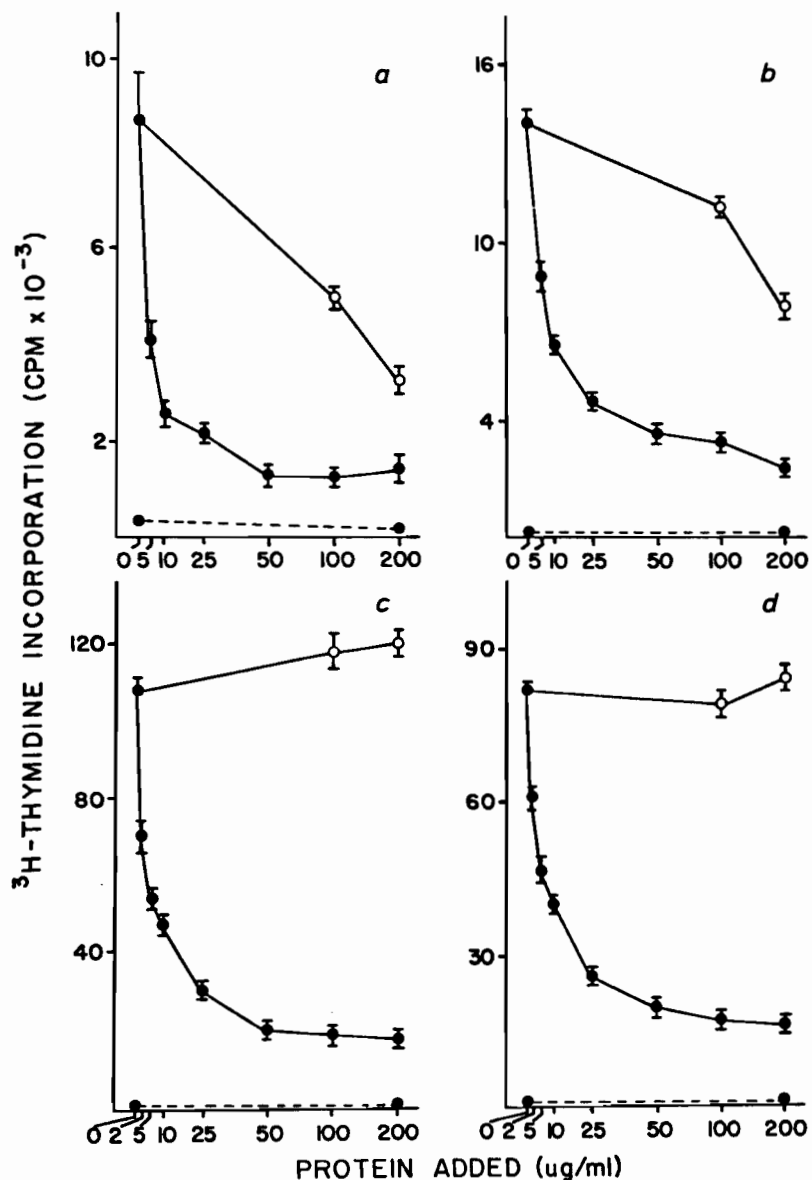 a
10
6
2
0 5 10 25 50 100 200
b
16
10
4
0 5 10 25 50 100 200
c
120
80
40
0 2 5 10 25 50 100 200
d
90
60
30
0 2 5 10 25 50 100 200
³H-THYMIDINE INCORPORATION (CPM x 10⁻³)
PROTEIN ADDED (ug/ml)